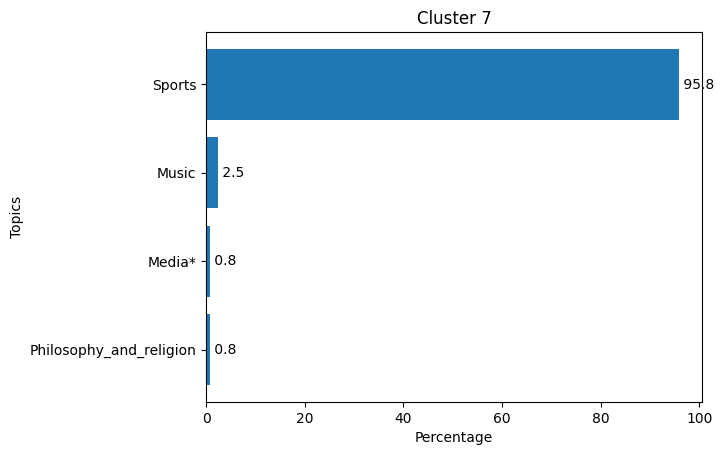 Cluster 7
Sports 95.8
Music 2.5
Media* 0.8
Philosophy_and_religion 0.8
Topics
0 20 40 60 80 100
Percentage